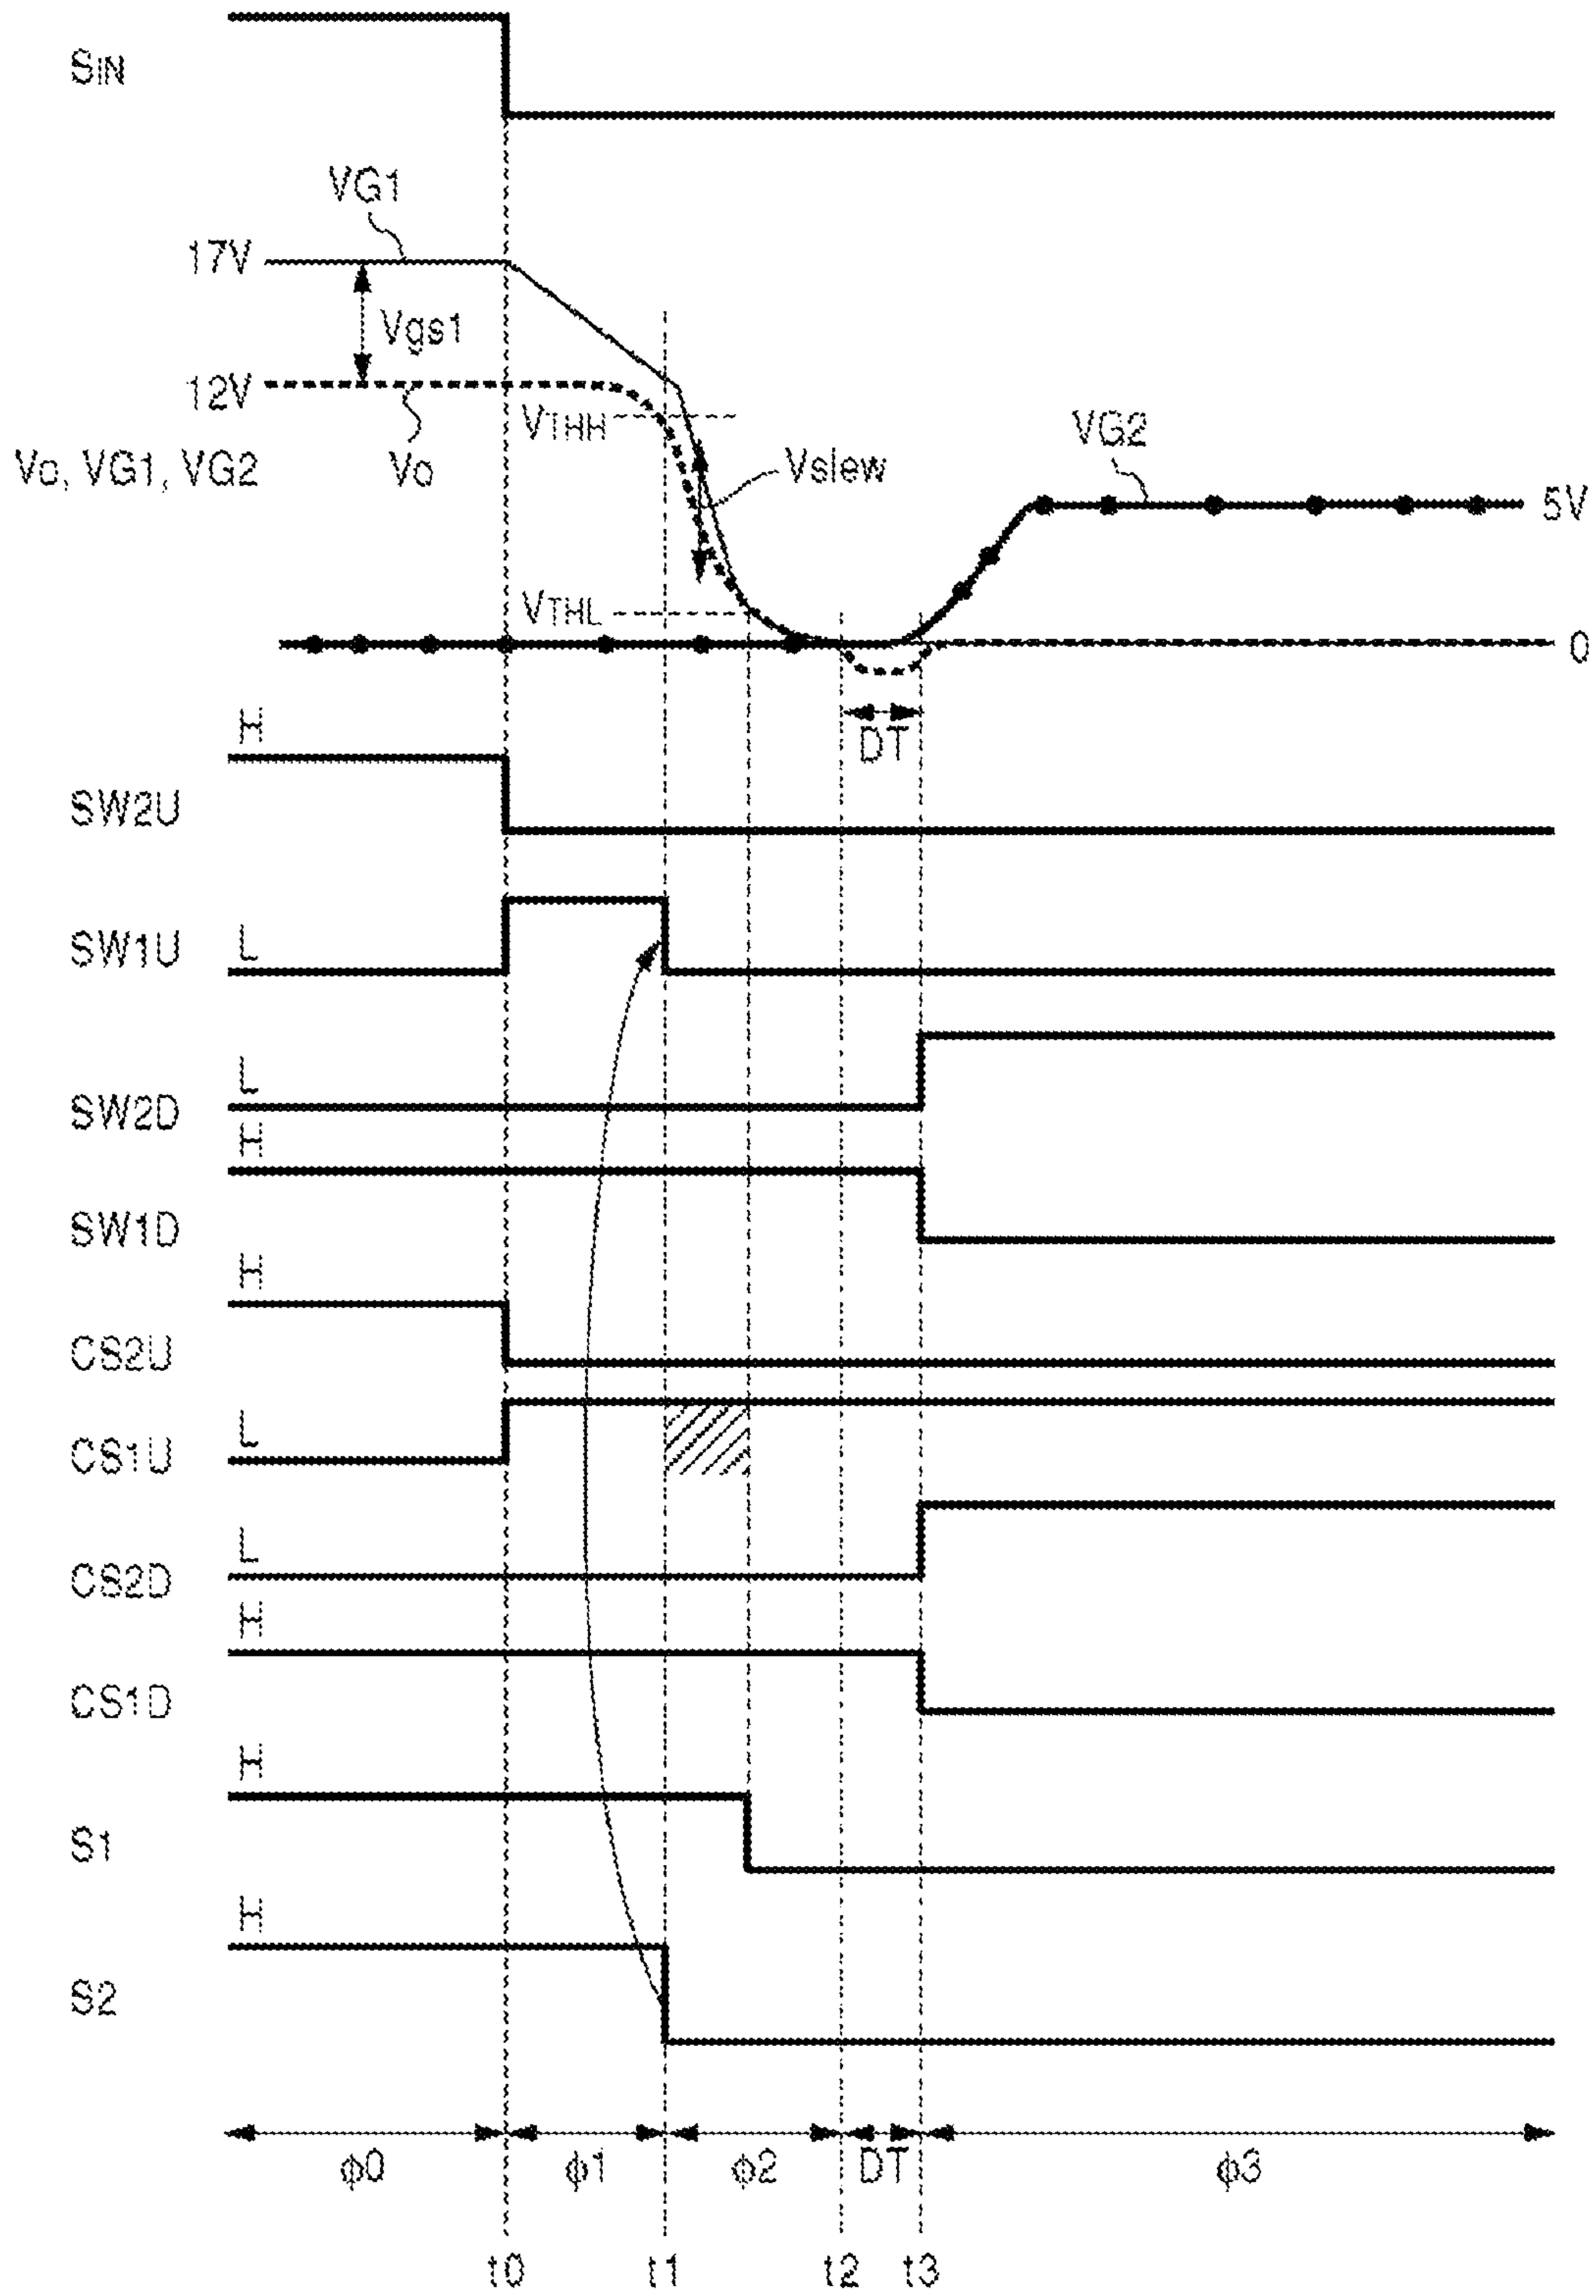 SIN
VG1
17V
Vgs1
12V
VTHH
VG2
Vo, VG1, VG2
Vo
Vslew
5V
VTHL
0
H
DT
SW2U
L
SW1U
L
SW2D
H
SW1D
H
CS2U
L
CS1U
L
CS2D
H
CS1D
H
S1
H
S2
ϕ0 ϕ1 ϕ2 DT ϕ3
t0 t1 t2 t3